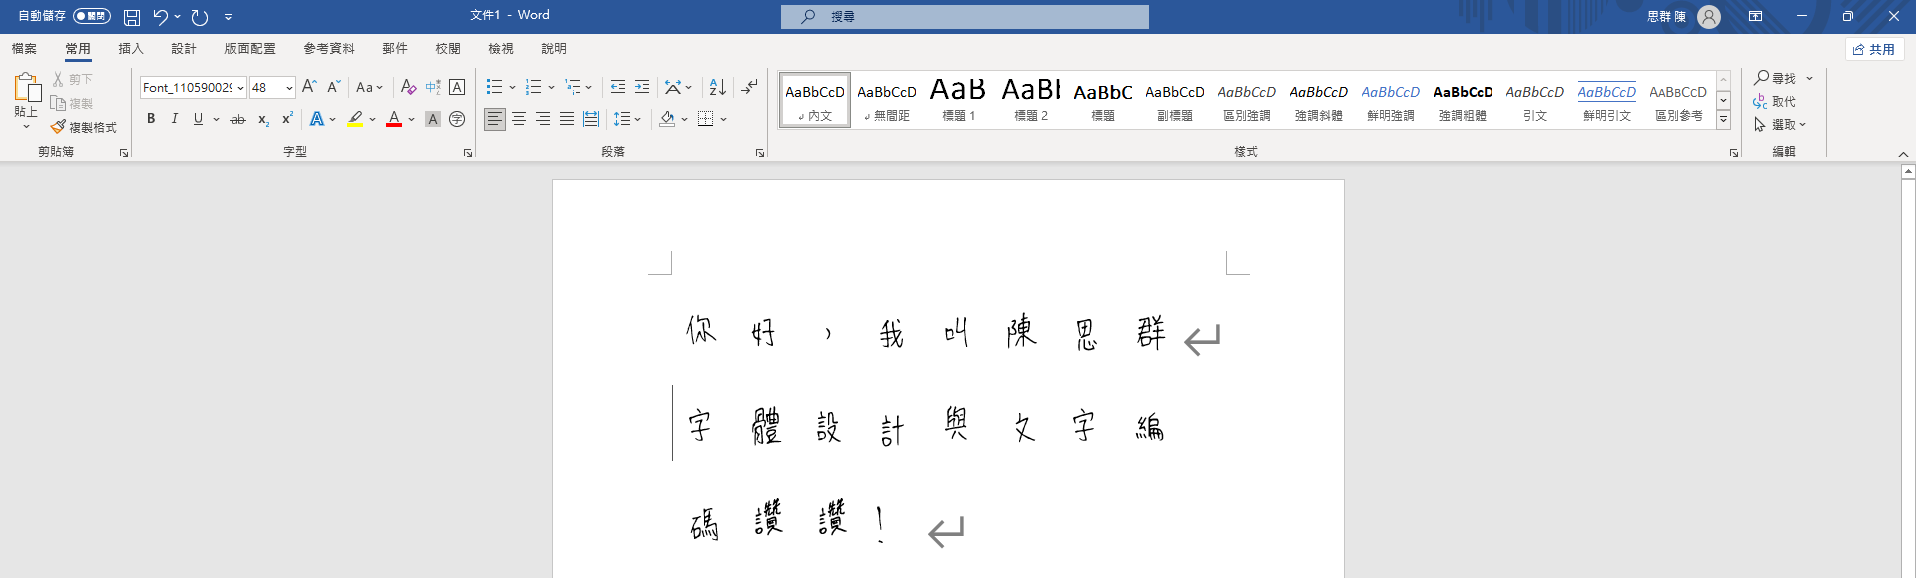 自動儲存 關閉 文件1 - Word 搜尋 思群 陳
檔案 常用 插入 設計 版面配置 參考資料 郵件 校閱 檢視 說明 共用
貼上 剪下 複製 複製格式 剪貼簿
Font_110590029 48 Aa 中文 A
B I U ab x₂ x² A A A 字
字型
段落
AaBbCcD AaBbCcD AaB AaBl AaBbC AaBbCcD AaBbCcD AaBbCcD AaBbCcD AaBbCcD AaBbCcD AaBbCcD AABBCCD
內文 無間距 標題 1 標題 2 標題 副標題 區別強調 強調斜體 鮮明強調 強調粗體 引文 鮮明引文 區別參考
樣式
尋找
取代
選取
編輯
你好，我叫陳思群
字體設計與文字編
碼讚讚！